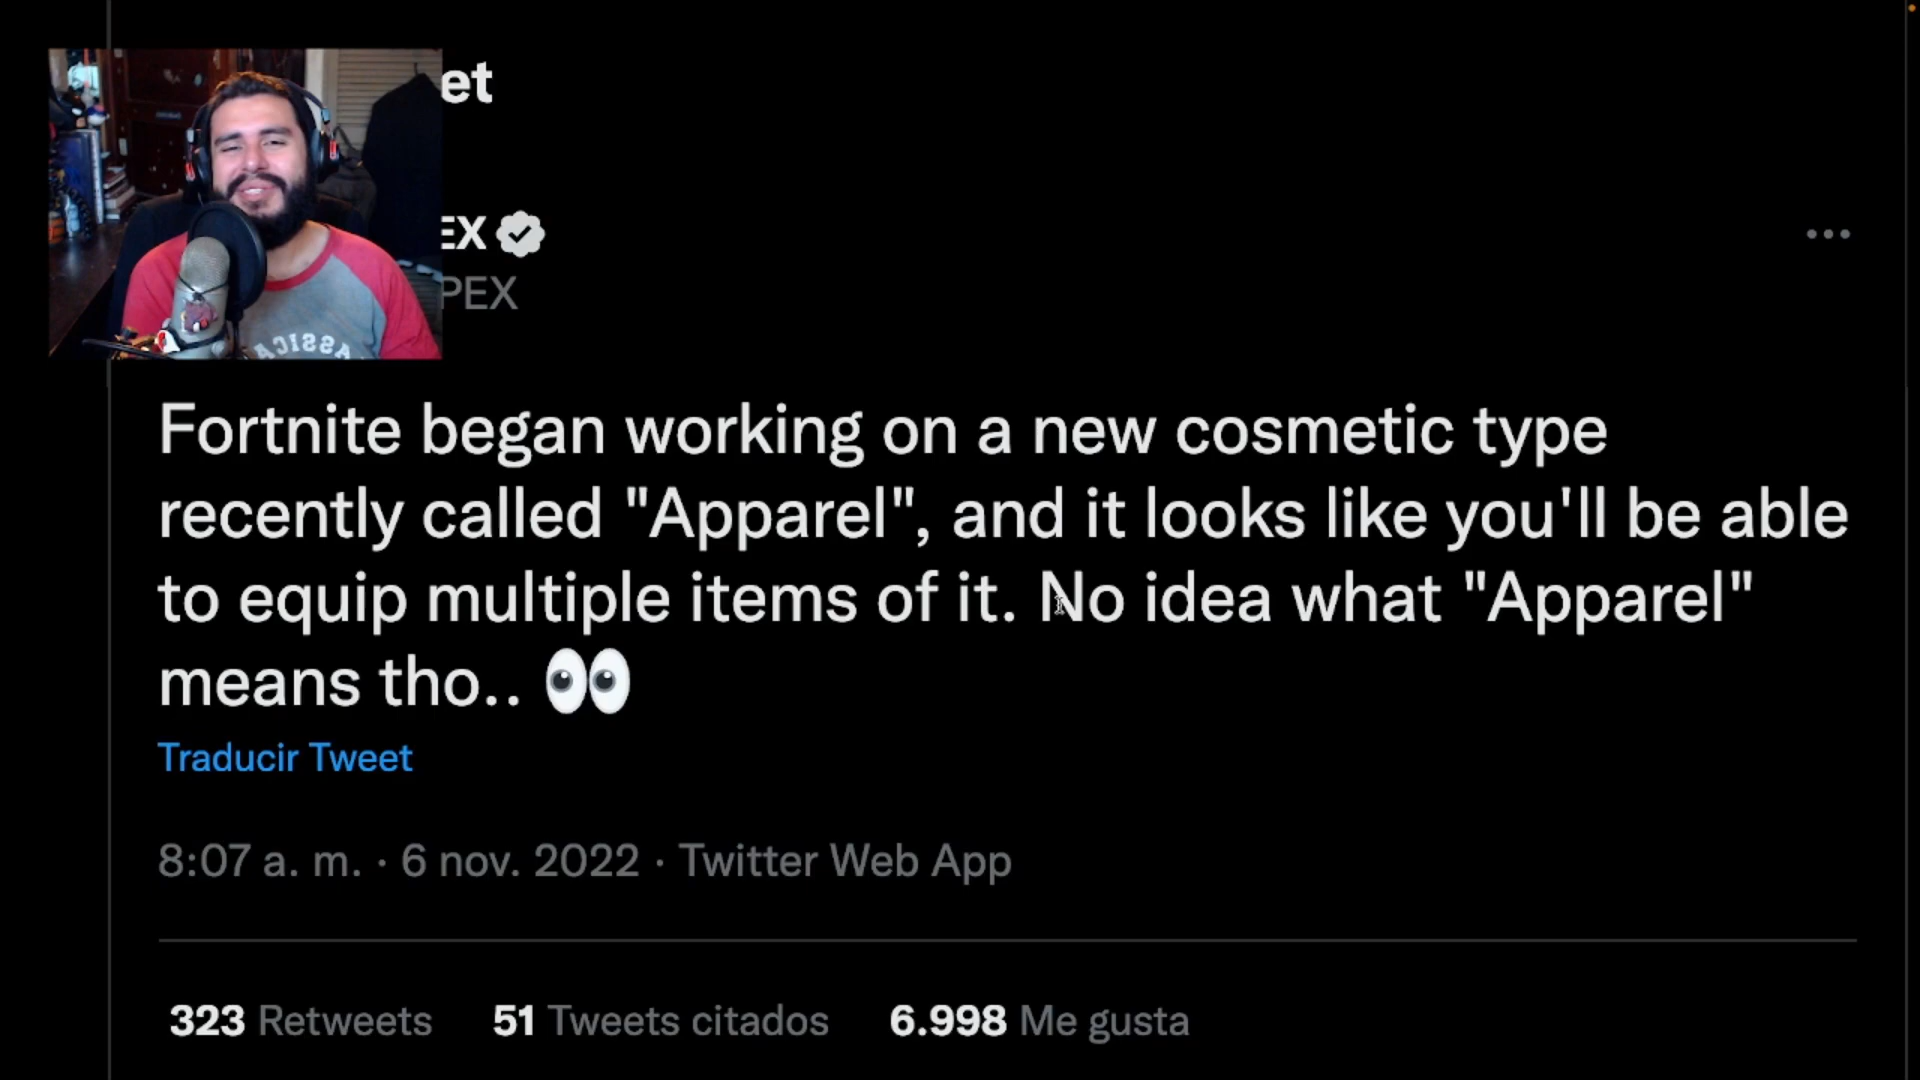 et
EX
PEX
Fortnite began working on a new cosmetic type
recently called "Apparel", and it looks like you'll be able
to equip multiple items of it. No idea what "Apparel"
means tho.. 👀
Traducir Tweet
8:07 a. m. · 6 nov. 2022 · Twitter Web App
323 Retweets 51 Tweets citados 6.998 Me gusta